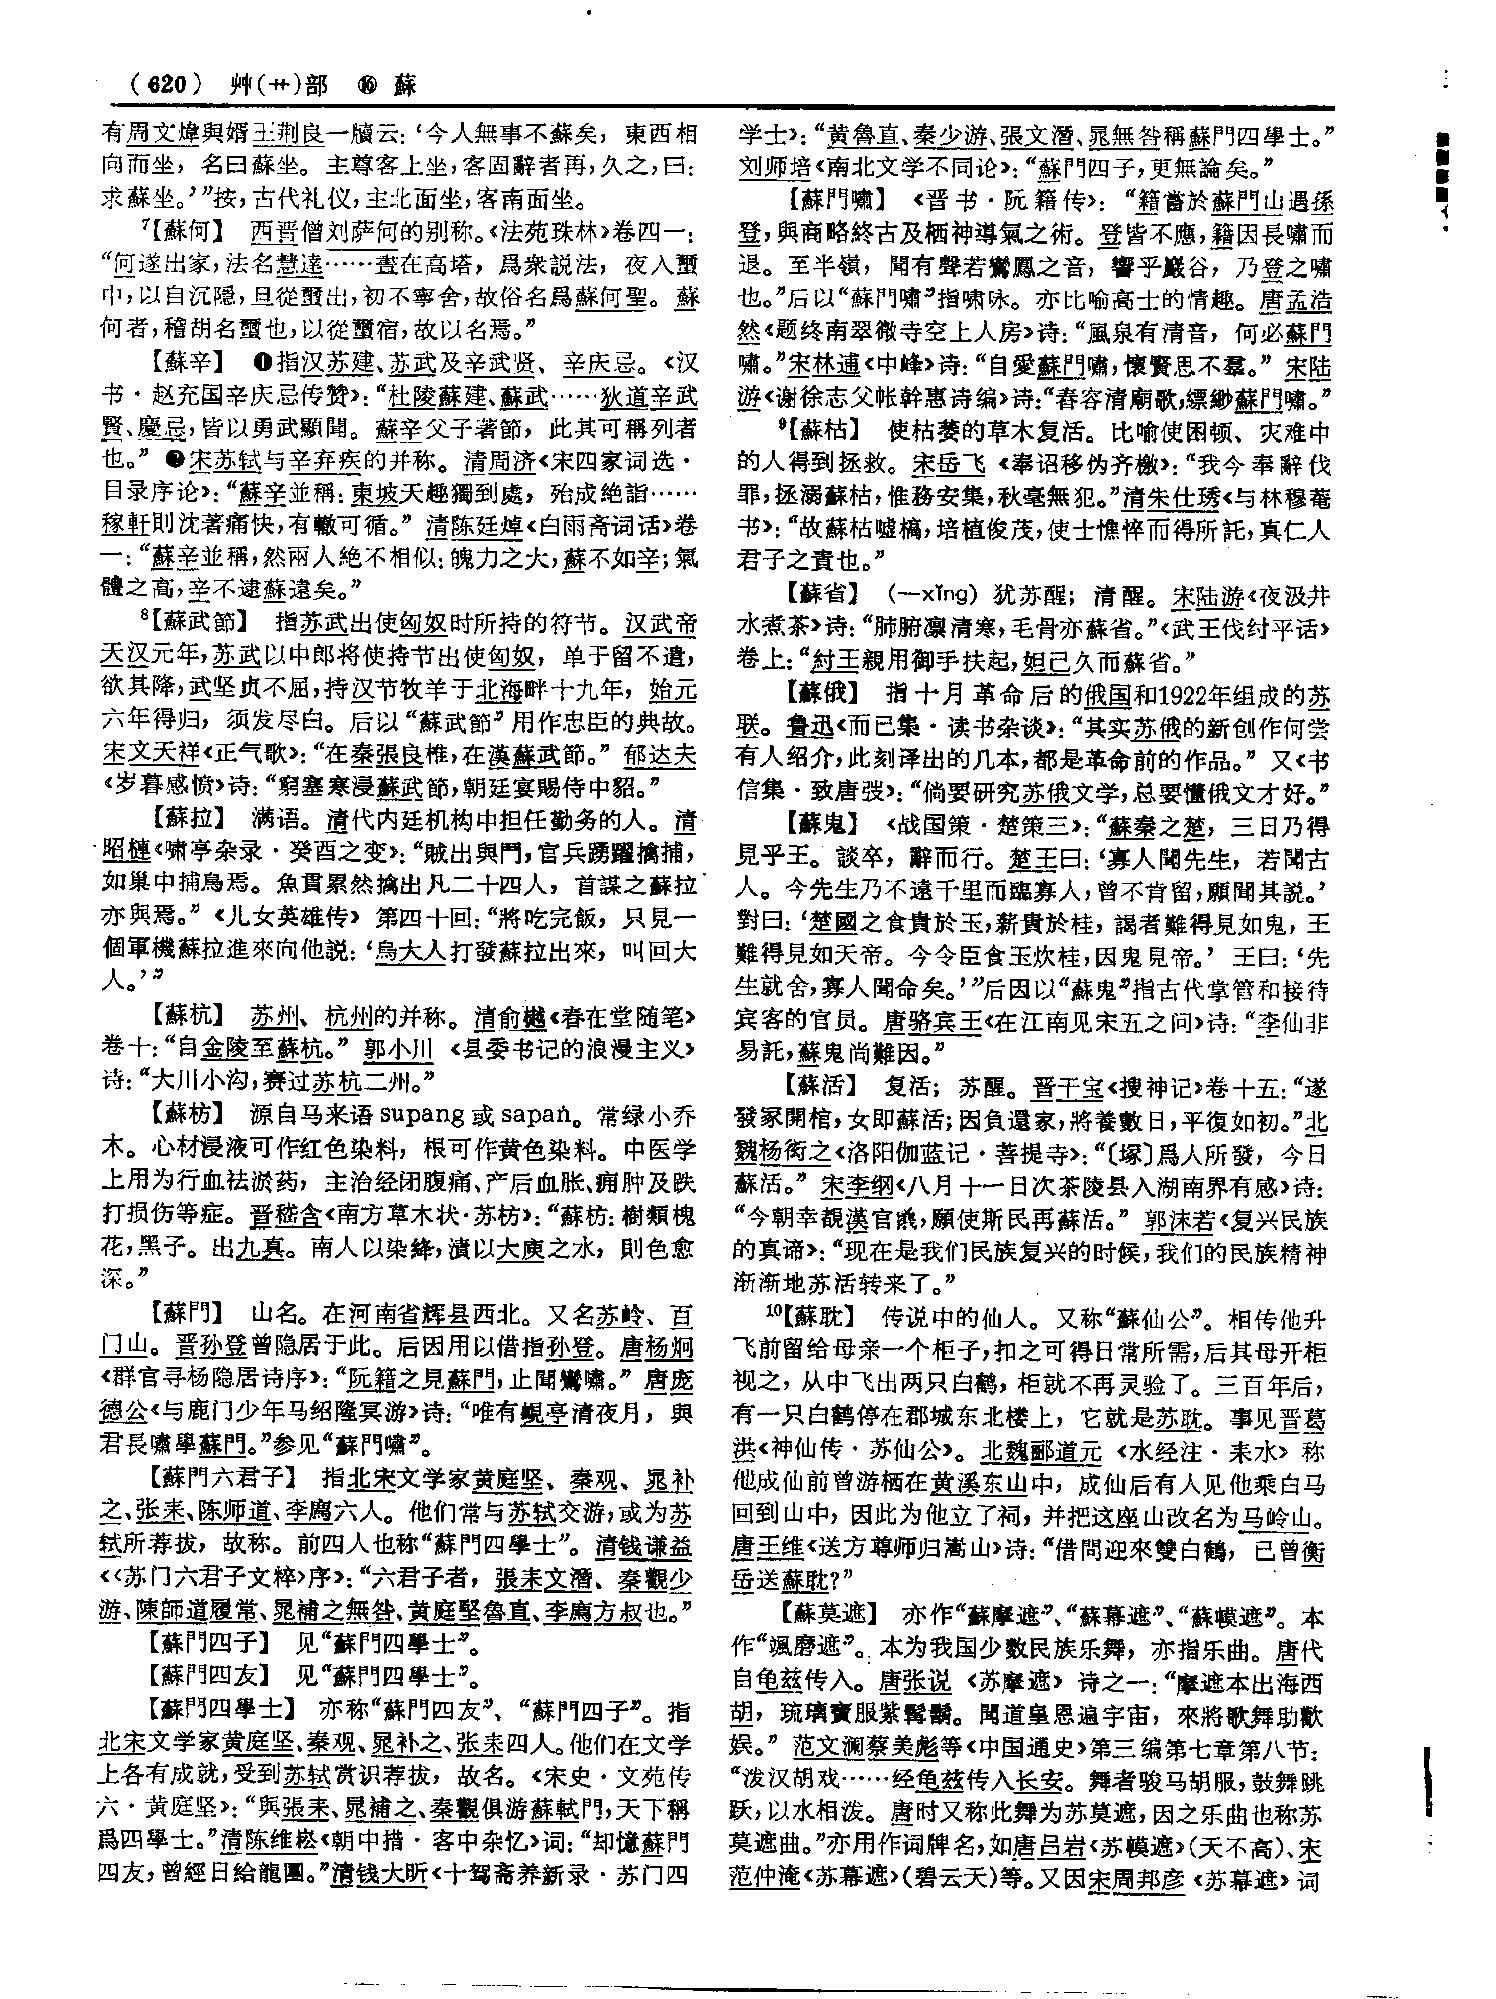 (620) 艸(艹)部 ⑯ 蘇
有周文煒與婿王荆良一牘云：‘今人無事不蘇矣，東西相
向而坐，名曰蘇坐。主尊客上坐，客固辭者再，久之，曰：
求蘇坐。’”按，古代礼仪，主北面坐，客南面坐。
7【蘇何】 西晋僧刘萨何的别称。《法苑珠林》卷四一：
“何遂出家，法名慧達……晝在高塔，爲衆説法，夜入蠒
中，以自沉隱，旦從蠒出，初不寧舍，故俗名爲蘇何聖。蘇
何者，稽胡名蠒也，以從蠒宿，故以名焉。”
【蘇辛】 ❶指汉苏建、苏武及辛武贤、辛庆忌。《汉
书·赵充国辛庆忌传赞》：“杜陵蘇建、蘇武……狄道辛武
賢、慶忌，皆以勇武顯聞。蘇辛父子著節，此其可稱列者
也。” ❷宋苏轼与辛弃疾的并称。清周济《宋四家词选·
目录序论》：“蘇辛並稱：東坡天趣獨到處，殆成绝詣……
稼軒則沈著痛快，有轍可循。” 清陈廷焯《白雨斋词话》卷
一：“蘇辛並稱，然兩人絶不相似：魄力之大，蘇不如辛；氣
體之高，辛不逮蘇遠矣。”
8【蘇武節】 指苏武出使匈奴时所持的符节。汉武帝
天汉元年，苏武以中郎将使持节出使匈奴，单于留不遣，
欲其降，武坚贞不屈，持汉节牧羊于北海畔十九年，始元
六年得归，须发尽白。后以“蘇武節”用作忠臣的典故。
宋文天祥《正气歌》：“在秦張良椎，在漢蘇武節。” 郁达夫
《岁暮感愤》诗：“窮塞寒浸蘇武節，朝廷宴賜侍中貂。”
【蘇拉】 满语。清代内廷机构中担任勤务的人。清
昭槤《啸亭杂录·癸酉之变》：“贼出與鬥，官兵踴躍擒捕，
如巢中捕鳥焉。魚貫累然擒出凡二十四人，首謀之蘇拉
亦與焉。”《儿女英雄传》第四十回：“將吃完飯，只見一
個軍機蘇拉進來向他説：‘烏大人打發蘇拉出來，叫回大
人。’”
【蘇杭】 苏州、杭州的并称。清俞樾《春在堂随笔》
卷十：“自金陵至蘇杭。” 郭小川《县委书记的浪漫主义》
诗：“大川小沟，赛过苏杭二州。”
【蘇枋】 源自马来语 supang 或 sapaṅ。常绿小乔
木。心材浸液可作红色染料，根可作黄色染料。中医学
上用为行血祛淤药，主治经闭腹痛、产后血胀、痈肿及跌
打损伤等症。晋嵇含《南方草木状·苏枋》：“蘇枋：樹類槐
花，黑子。出九真。南人以染絳，漬以大庾之水，則色愈
深。”
【蘇門】 山名。在河南省辉县西北。又名苏岭、百
门山。晋孙登曾隐居于此。后因用以借指孙登。唐杨炯
《群官寻杨隐居诗序》：“阮籍之見蘇門，止聞鸞嘯。” 唐庞
德公《与鹿门少年马绍隆冥游》诗：“唯有峴亭清夜月，與
君長嘯學蘇門。”参见“蘇門嘯”。
【蘇門六君子】 指北宋文学家黄庭坚、秦观、晁补
之、张耒、陈师道、李廌六人。他们常与苏轼交游，或为苏
轼所荐拔，故称。前四人也称“蘇門四學士”。清钱谦益
《〈苏门六君子文粹〉序》：“六君子者，張耒文潛、秦觀少
游、陳師道履常、晁補之無咎、黄庭堅魯直、李廌方叔也。”
【蘇門四子】 见“蘇門四學士”。
【蘇門四友】 见“蘇門四學士”。
【蘇門四學士】 亦称“蘇門四友”、“蘇門四子”。指
北宋文学家黄庭坚、秦观、晁补之、张耒四人。他们在文学
上各有成就，受到苏轼赏识荐拔，故名。《宋史·文苑传
六·黄庭坚》：“與張耒、晁補之、秦觀俱游蘇軾門，天下稱
爲四學士。”清陈维崧《朝中措·客中杂忆》词：“却憶蘇門
四友，曾經日給龍團。”清钱大昕《十驾斋养新录·苏门四
學士》：“黄魯直、秦少游、張文潛、晁無咎稱蘇門四學士。”
刘师培《南北文学不同论》：“蘇門四子，更無論矣。”
【蘇門嘯】 《晋书·阮籍传》：“籍嘗於蘇門山遇孫
登，與商略終古及栖神導氣之術。登皆不應，籍因長嘯而
退。至半嶺，聞有聲若鸞鳳之音，響乎巖谷，乃登之嘯
也。”后以“蘇門嘯”指啸咏。亦比喻高士的情趣。唐孟浩
然《题终南翠微寺空上人房》诗：“風泉有清音，何必蘇門
嘯。”宋林逋《中峰》诗：“自愛蘇門嘯，懷賢思不羣。” 宋陆
游《谢徐志父帐幹惠诗编》诗：“舂容清廟歌，縹緲蘇門嘯。”
9【蘇枯】 使枯萎的草木复活。比喻使困顿、灾难中
的人得到拯救。宋岳飞《奉诏移伪齐檄》：“我今奉辭伐
罪，拯溺蘇枯，惟務安集，秋毫無犯。”清朱仕琇《与林穆菴
书》：“故蘇枯嘘槁，培植俊茂，使士憔悴而得所託，真仁人
君子之責也。”
【蘇省】 (—xǐng) 犹苏醒；清醒。宋陆游《夜汲井
水煮茶》诗：“肺腑凛清寒，毛骨亦蘇省。”《武王伐纣平话》
卷上：“紂王親用御手扶起，妲己久而蘇省。”
【蘇俄】 指十月革命后的俄国和1922年组成的苏
联。鲁迅《而已集·读书杂谈》：“其实苏俄的新创作何尝
有人绍介，此刻译出的几本，都是革命前的作品。” 又《书
信集·致唐弢》：“倘要研究苏俄文学，总要懂俄文才好。”
【蘇鬼】 《战国策·楚策三》：“蘇秦之楚，三日乃得
見乎王。談卒，辭而行。楚王曰：‘寡人聞先生，若聞古
人。今先生乃不遠千里而臨寡人，曾不肯留，願聞其説。’
對曰：‘楚國之食貴於玉，薪貴於桂，謁者難得見如鬼，王
難得見如天帝。今令臣食玉炊桂，因鬼見帝。’ 王曰：‘先
生就舍，寡人聞命矣。’”后因以“蘇鬼”指古代掌管和接待
宾客的官员。唐骆宾王《在江南见宋五之问》诗：“李仙非
易託，蘇鬼尚難因。”
【蘇活】 复活；苏醒。晋干宝《搜神记》卷十五：“遂
發冢開棺，女即蘇活；因負還家，將養數日，平復如初。”北
魏杨衒之《洛阳伽蓝记·菩提寺》：“〔塚〕爲人所發，今日
蘇活。” 宋李纲《八月十一日次茶陵县入湖南界有感》诗：
“今朝幸覩漢官儀，願使斯民再蘇活。” 郭沫若《复兴民族
的真谛》：“现在是我们民族复兴的时候，我们的民族精神
渐渐地苏活转来了。”
10【蘇耽】 传说中的仙人。又称“蘇仙公”。相传他升
飞前留给母亲一个柜子，扣之可得日常所需，后其母开柜
视之，从中飞出两只白鹤，柜就不再灵验了。三百年后，
有一只白鹤停在郡城东北楼上，它就是苏耽。事见晋葛
洪《神仙传·苏仙公》。北魏郦道元《水经注·耒水》称
他成仙前曾游栖在黄溪东山中，成仙后有人见他乘白马
回到山中，因此为他立了祠，并把这座山改名为马岭山。
唐王维《送方尊师归嵩山》诗：“借問迎來雙白鶴，已曾衡
岳送蘇耽？”
【蘇莫遮】 亦作“蘇摩遮”、“蘇幕遮”、“蘇幙遮”。本
作“飒磨遮”。本为我国少数民族乐舞，亦指乐曲。唐代
自龟兹传入。唐张说《苏摩遮》诗之一：“摩遮本出海西
胡，琉璃寶服紫髯鬍。聞道皇恩遍宇宙，來將歌舞助歡
娱。” 范文澜蔡美彪等《中国通史》第三编第七章第八节：
“泼汉胡戏……经龟兹传入长安。舞者骏马胡服，鼓舞跳
跃，以水相泼。唐时又称此舞为苏莫遮，因之乐曲也称苏
莫遮曲。”亦用作词牌名，如唐吕岩《苏幙遮》（天不高）、宋
范仲淹《苏幕遮》（碧云天）等。又因宋周邦彦《苏幕遮》词